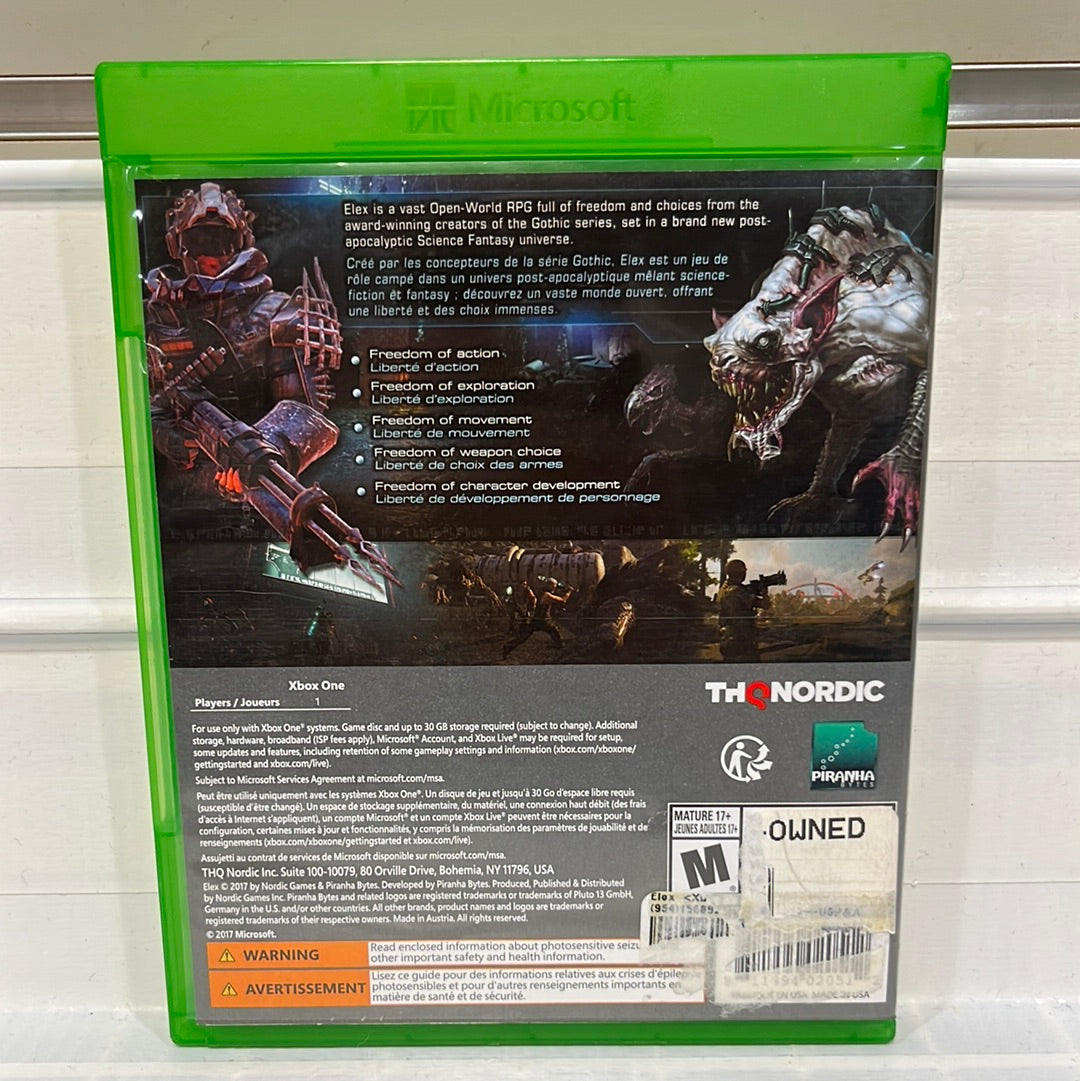 Microsoft
Elex is a vast Open-World RPG full of freedom and choices from the
award-winning creators of the Gothic series, set in a brand new post-
apocalyptic Science Fantasy universe.
Créé par les concepteurs de la série Gothic, Elex est un jeu de
rôle campé dans un univers post-apocalyptique mêlant science-
fiction et fantasy ; découvrez un vaste monde ouvert, offrant
une liberté et des choix immenses.
Freedom of action
Liberté d'action
Freedom of exploration
Liberté d'exploration
Freedom of movement
Liberté de mouvement
Freedom of weapon choice
Liberté de choix des armes
Freedom of character development
Liberté de développement de personnage
Xbox One
Players / Joueurs 1
THQ NORDIC
For use only with Xbox One® systems. Game disc and up to 30 GB storage required (subject to change). Additional
storage, hardware, broadband (ISP fees apply), Microsoft® Account, and Xbox Live® may be required for setup,
some updates and features, including retention of some gameplay settings and information (xbox.com/xboxone/
gettingstarted and xbox.com/live).
Subject to Microsoft Services Agreement at microsoft.com/msa.
Peut être utilisé uniquement avec les systèmes Xbox One®. Un disque de jeu et jusqu'à 30 Go d'espace libre requis
(susceptible d'être changé). Un espace de stockage supplémentaire, du matériel, une connexion haut débit (des frais
d'accès à Internet s'appliquent), un compte Microsoft® et un compte Xbox Live® peuvent être nécessaires pour la
configuration, certaines mises à jour et fonctionnalités, y compris la mémorisation des paramètres de jouabilité et de
renseignements (xbox.com/xboxone/gettingstarted et xbox.com/live).
Assujetti au contrat de services de Microsoft disponible sur microsoft.com/msa.
THQ Nordic Inc. Suite 100-10079, 80 Orville Drive, Bohemia, NY 11796, USA
Elex © 2017 by Nordic Games & Piranha Bytes. Developed by Piranha Bytes. Produced, Published & Distributed
by Nordic Games Inc. Piranha Bytes and related logos are registered trademarks or trademarks of Pluto 13 GmbH,
Germany in the U.S. and/or other countries. All other brands, product names and logos are trademarks or
registered trademarks of their respective owners. Made in Austria. All rights reserved.
© 2017 Microsoft.
PIRANHA
BYTES
MATURE 17+
JEUNES ADULTES 17+
M
-OWNED
Elex
WARNING
Read enclosed information about photosensitive seizu
other important safety and health information.
AVERTISSEMENT
Lisez ce guide pour des informations relatives aux crises d'épilep
photosensibles et pour d'autres renseignements importants en
matière de santé et de sécurité.
MADE IN USA